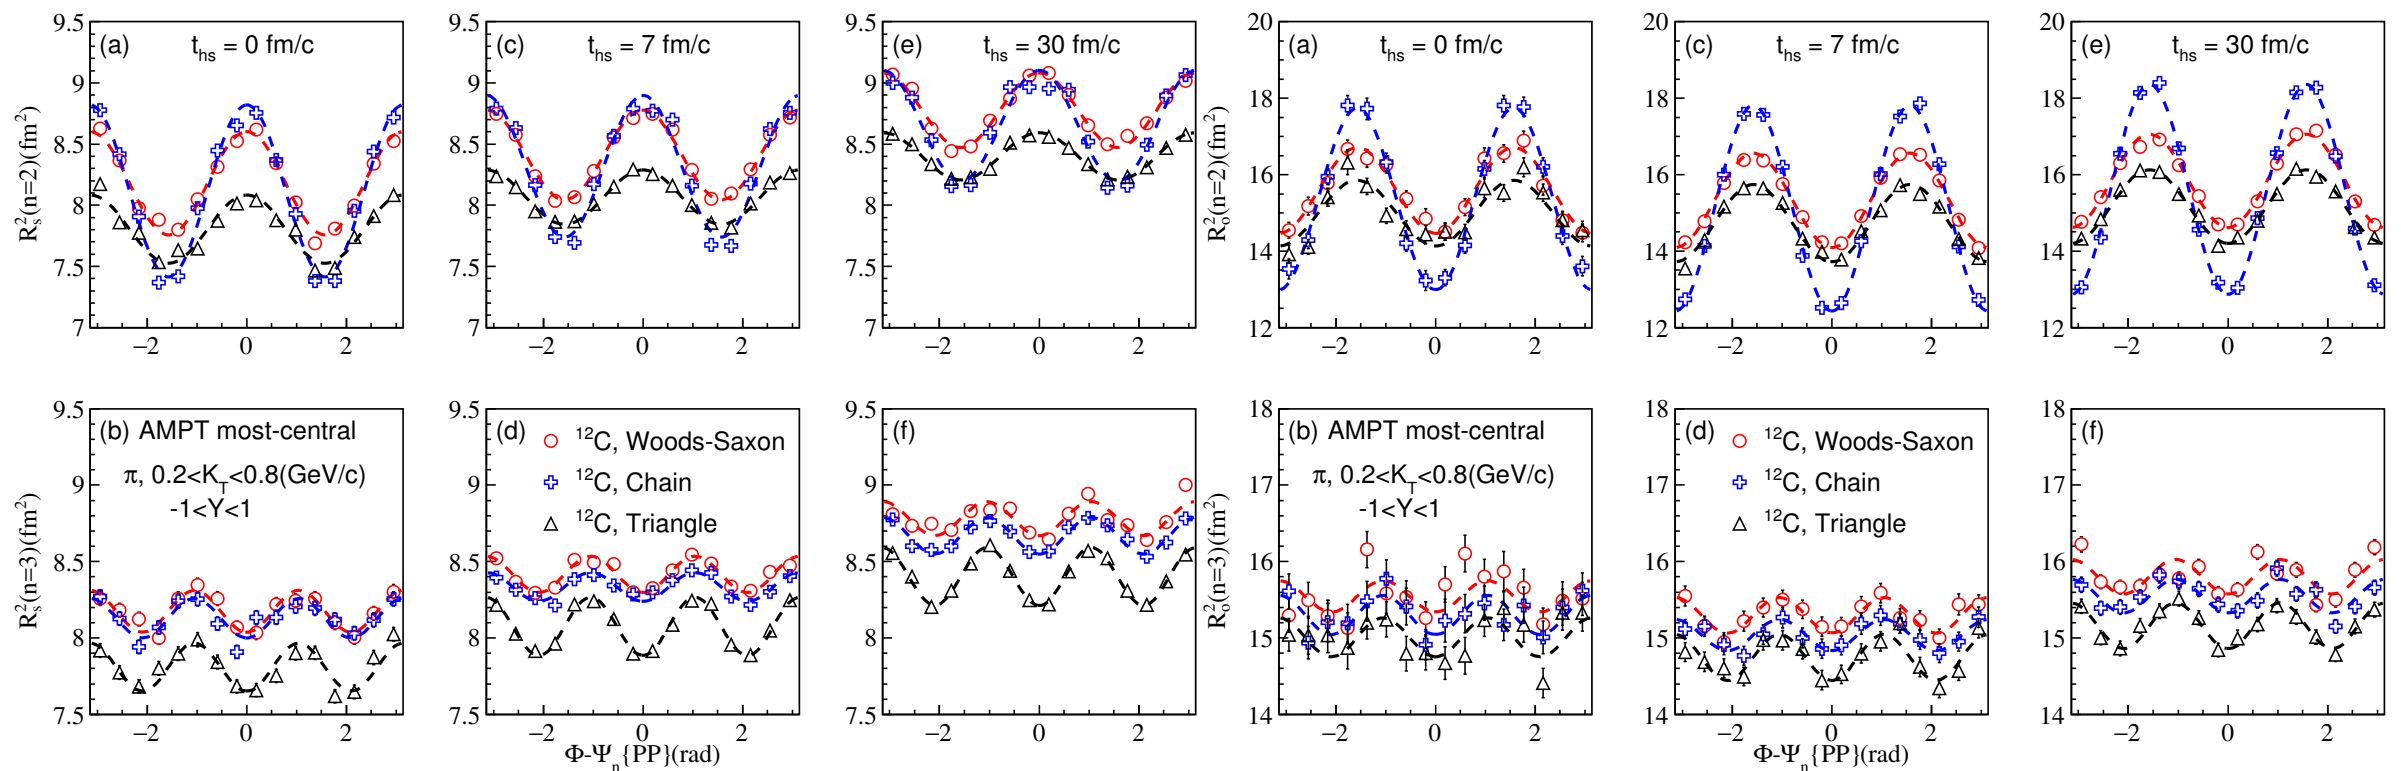 9.5
9
8.5
8
7.5
7
R_s^2(n=2)(fm^2)
(a)
t_hs = 0 fm/c
−2 0 2
9.5
9
8.5
8
7.5
7
(c)
t_hs = 7 fm/c
−2 0 2
9.5
9
8.5
8
7.5
7
(e)
t_hs = 30 fm/c
−2 0 2
20
18
16
14
12
R_o^2(n=2)(fm^2)
(a)
t_hs = 0 fm/c
−2 0 2
20
18
16
14
12
(c)
t_hs = 7 fm/c
−2 0 2
20
18
16
14
12
(e)
t_hs = 30 fm/c
−2 0 2
9.5
9
8.5
8
7.5
R_s^2(n=3)(fm^2)
(b) AMPT most-central
π, 0.2<K_T<0.8(GeV/c)
-1<Y<1
−2 0 2
9.5
9
8.5
8
7.5
(d)
^12C, Woods-Saxon
^12C, Chain
^12C, Triangle
−2 0 2
Φ-Ψ_n{PP}(rad)
9.5
9
8.5
8
7.5
(f)
−2 0 2
18
17
16
15
14
R_o^2(n=3)(fm^2)
(b) AMPT most-central
π, 0.2<K_T<0.8(GeV/c)
-1<Y<1
−2 0 2
18
17
16
15
14
(d)
^12C, Woods-Saxon
^12C, Chain
^12C, Triangle
−2 0 2
Φ-Ψ_n{PP}(rad)
18
17
16
15
14
(f)
−2 0 2